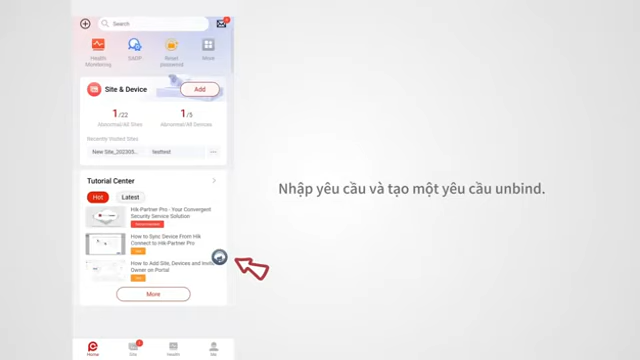 Search
Health
Monitoring
SADP
Reset
password
More
Site & Device
Add
1/22
1/5
Abnormal/All Sites
Abnormal/All Devices
Recently Visited Sites
New_Site_202305...
testtest
Tutorial Center
Hot
Latest
Hik Partner Pro - Your Convergent
Security Service Solution
How to Sync Device From Hik
Connect to Hik-Partner Pro
How to Add Site, Devices and Invite
Owner on Portal
More
Home
Site
Health
Me
Nhập yêu cầu và tạo một yêu cầu unbind.